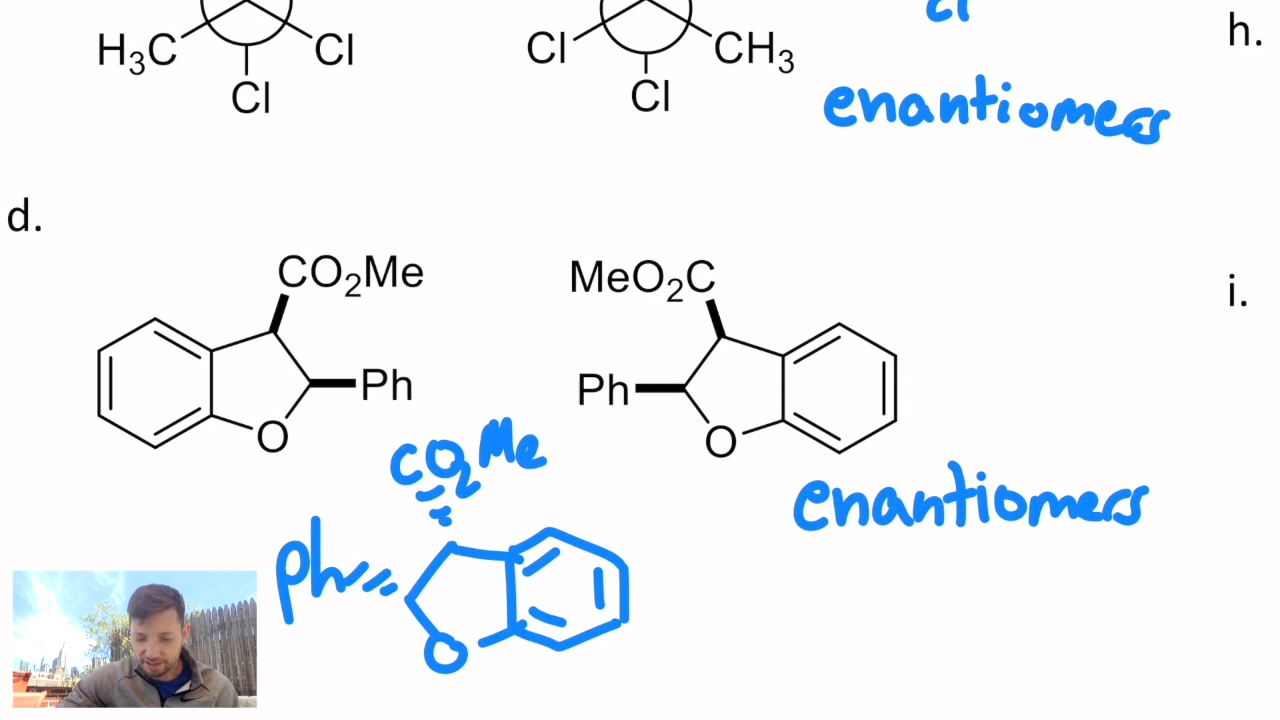 cl
h.
H₃C
Cl
Cl
Cl
CH₃
Cl
enantiomers
d.
CO₂Me
Ph
O
MeO₂C
Ph
O
i.
CO₂Me
Ph
O
enantiomers